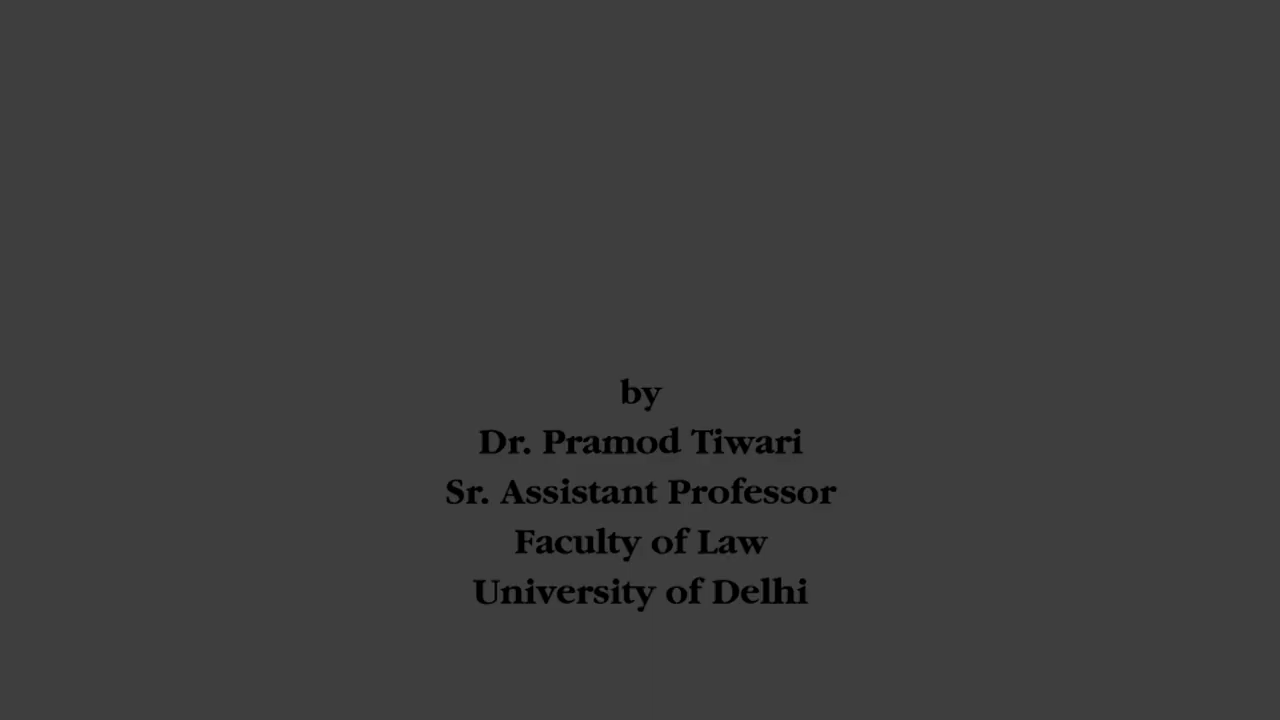 by
Dr. Pramod Tiwari
Sr. Assistant Professor
Faculty of Law
University of Delhi